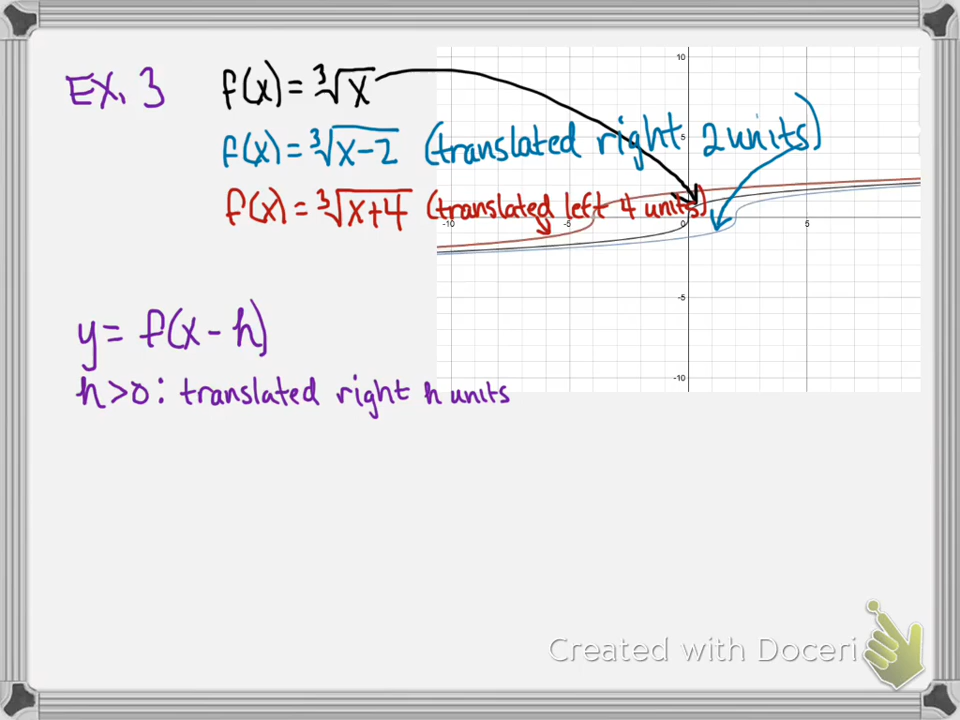 EX. 3
f(x) = ∛x
f(x) = ∛x-2 (translated right 2 units)
f(x) = ∛x+4 (translated left 4 units)
10
5
-10
-5
0
5
-5
-10
y = f(x - h)
h > 0: translated right h units
Created with Doceri